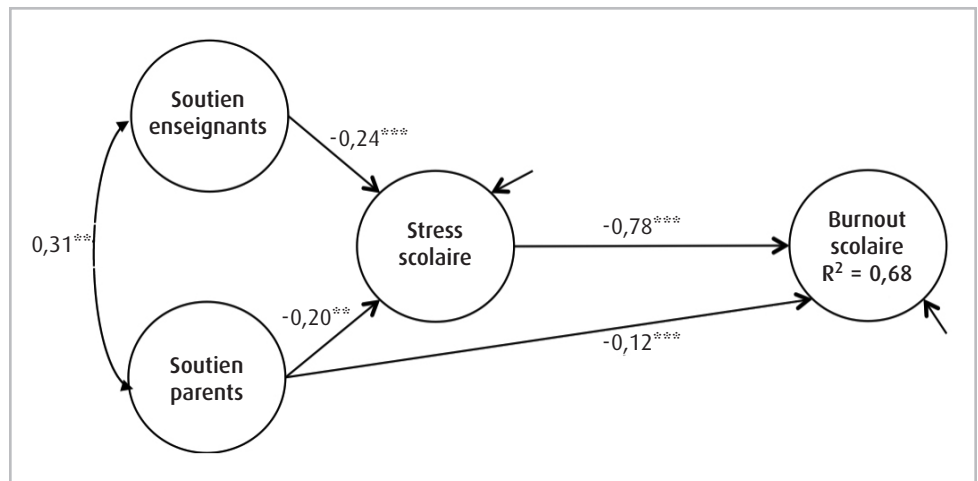 Soutien
enseignants
-0,24***
0,31**
Stress
scolaire
-0,78***
Burnout
scolaire
R² = 0,68
-0,20**
-0,12***
Soutien
parents